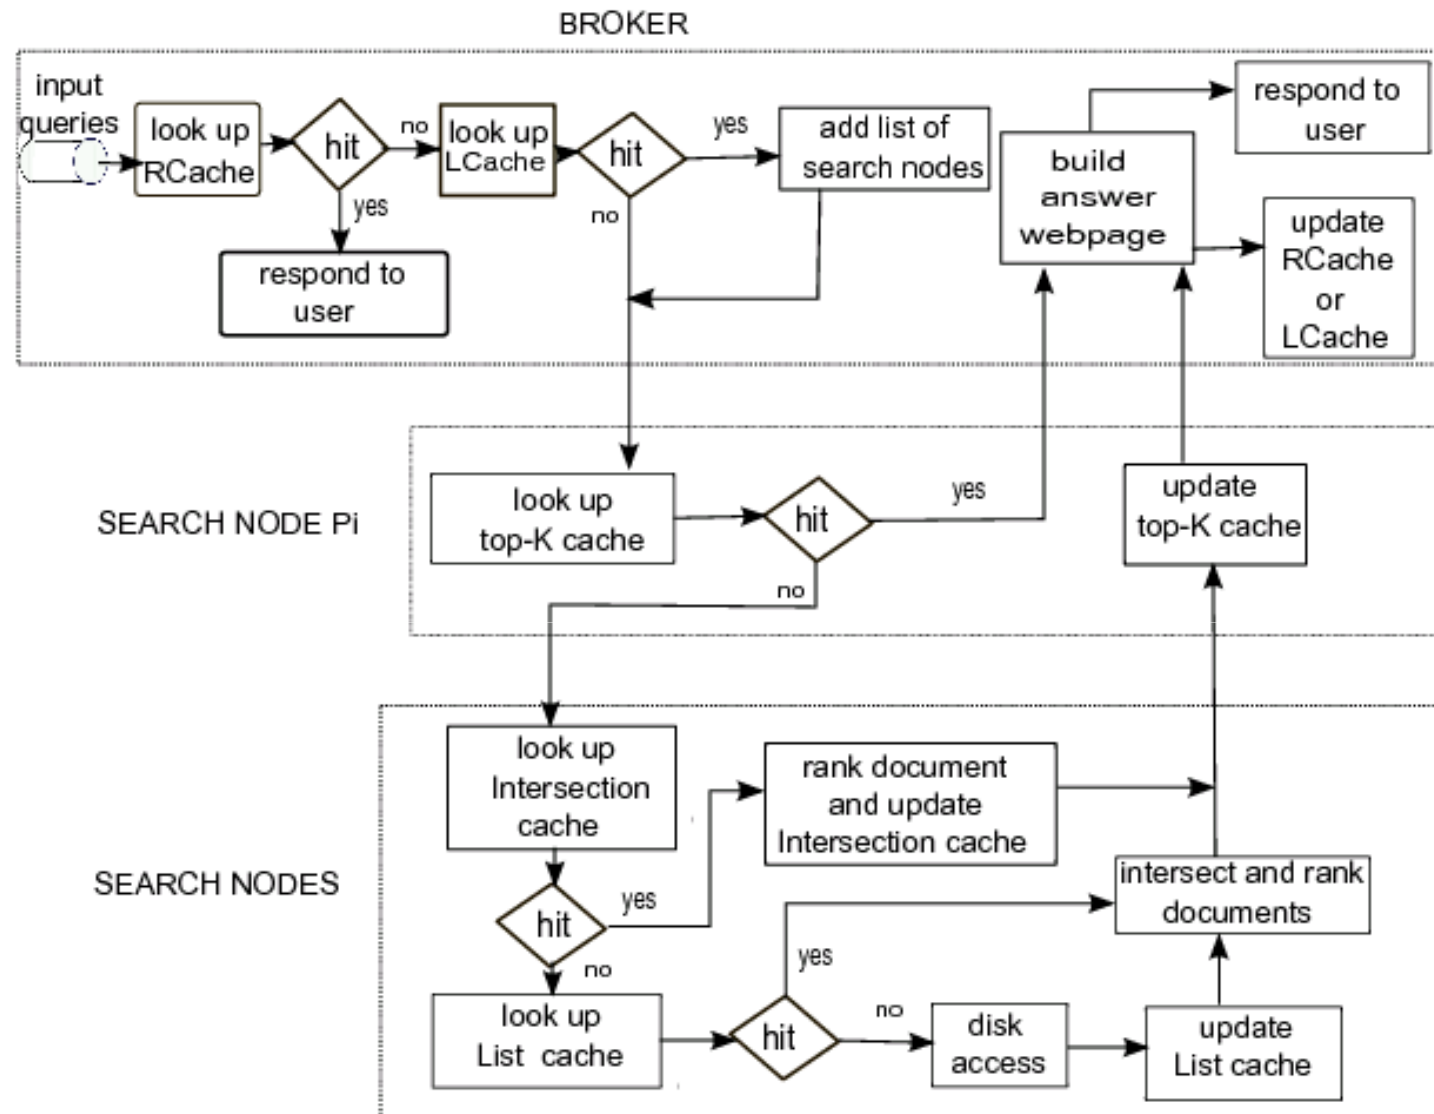 BROKER
input
queries
look up
RCache
hit
no
yes
respond to
user
look up
LCache
hit
yes
no
add list of
search nodes
build
answer
webpage
respond to
user
update
RCache
or
LCache
SEARCH NODE Pi
look up
top-K cache
hit
yes
no
update
top-K cache
SEARCH NODES
look up
Intersection
cache
hit
yes
no
rank document
and update
Intersection cache
intersect and rank
documents
look up
List cache
hit
yes
no
disk
access
update
List cache